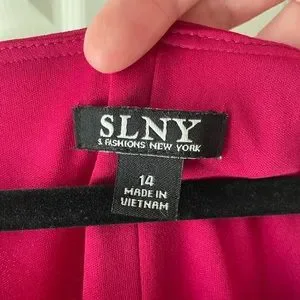 SLNY
S. FASHIONS NEW YORK
14
MADE IN
VIETNAM